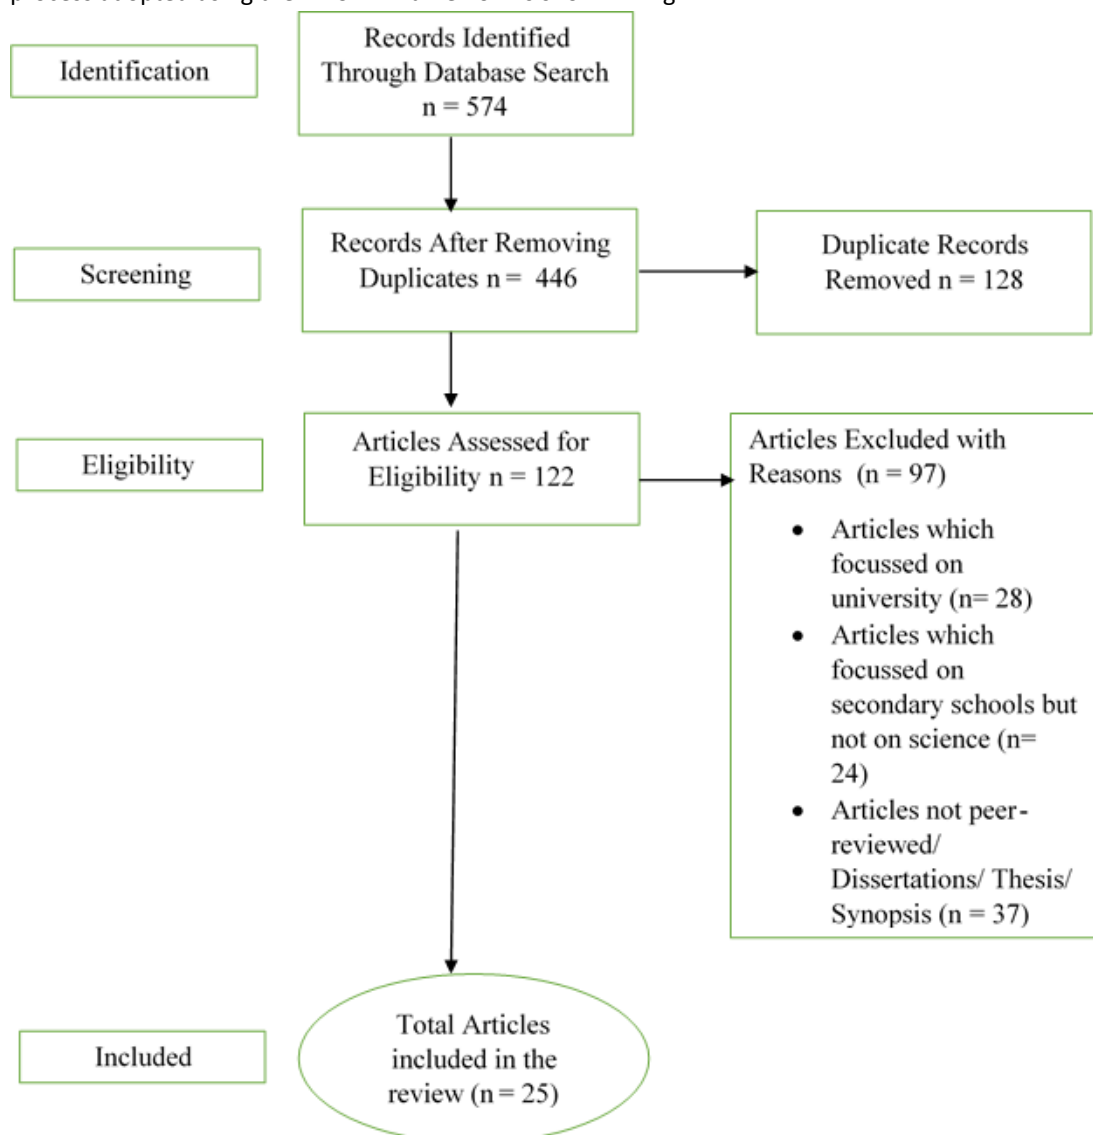 Identification
Records Identified
Through Database Search
n = 574
Screening
Records After Removing
Duplicates n = 446
Duplicate Records
Removed n = 128
Eligibility
Articles Assessed for
Eligibility n = 122
Articles Excluded with
Reasons (n = 97)
• Articles which
focussed on
university (n= 28)
• Articles which
focussed on
secondary schools but
not on science (n=
24)
• Articles not peer-
reviewed/
Dissertations/ Thesis/
Synopsis (n = 37)
Included
Total Articles
included in the
review (n = 25)